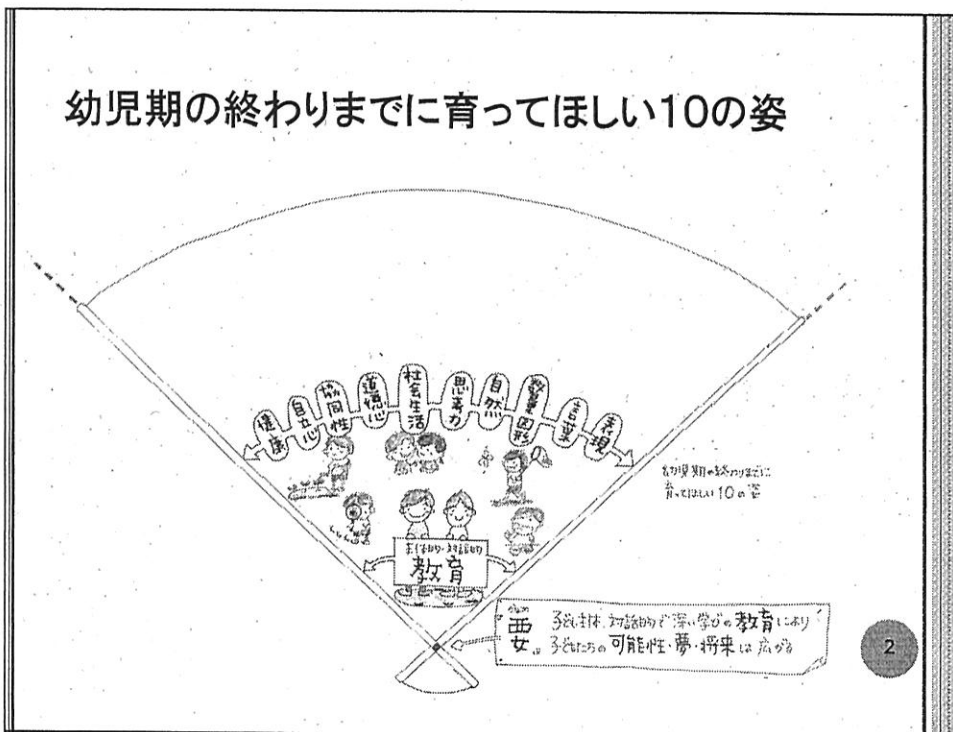 幼児期の終わりまでに育ってほしい10の姿
健康
自立心
協同性
道徳心
社会生活
思考力
自然
数量図形
言葉
表現
幼児期の終わりまでに
育ってほしい10の姿
主体的・対話的
教育
かなめ
要
子ども主体、対話的で深い学びの教育により
子どもたちの可能性・夢・将来は広がる
2